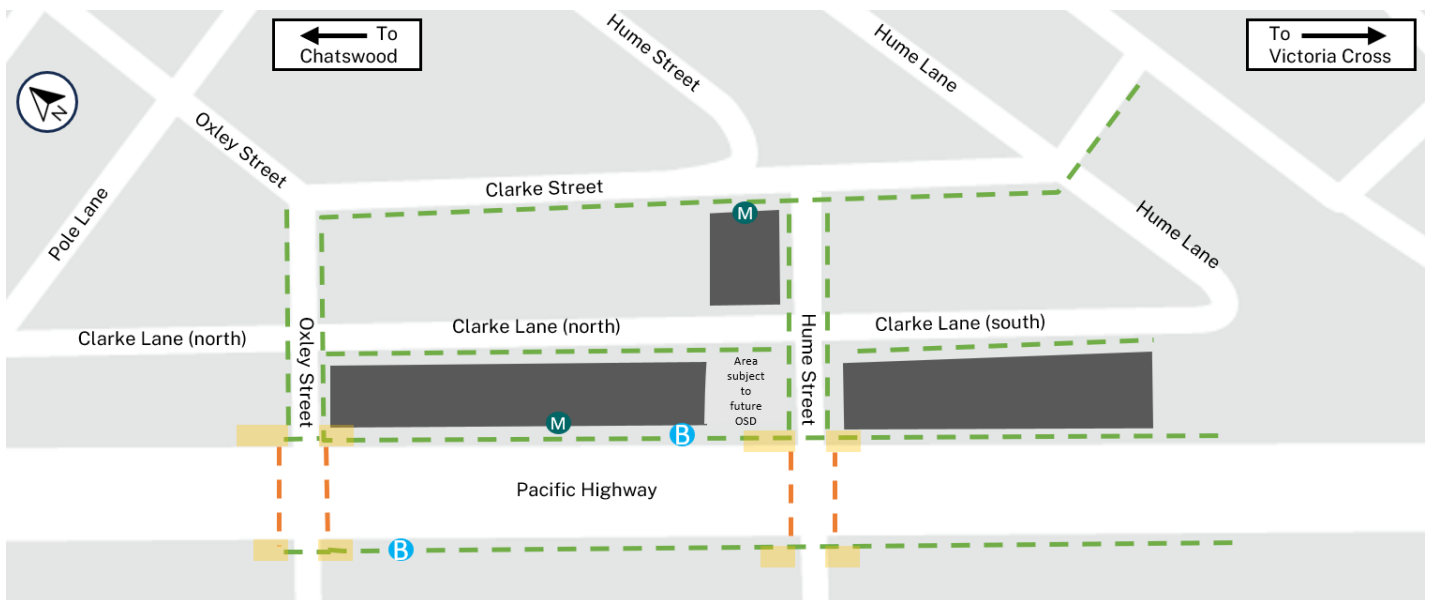 To
Chatswood
To
Victoria Cross
Hume Street
Hume Lane
N
Oxley Street
Pole Lane
Clarke Street
M
Hume Lane
Clarke Lane (north)
Oxley Street
Clarke Lane (north)
Hume Street
Clarke Lane (south)
Area
subject
to
future
OSD
M
B
Pacific Highway
B